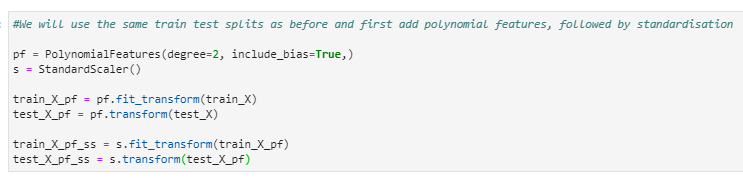 #We will use the same train test splits as before and first add polynomial features, followed by standardisation
pf = PolynomialFeatures(degree=2, include_bias=True,)
s = StandardScaler()
train_X_pf = pf.fit_transform(train_X)
test_X_pf = pf.transform(test_X)
train_X_pf_ss = s.fit_transform(train_X_pf)
test_X_pf_ss = s.transform(test_X_pf)